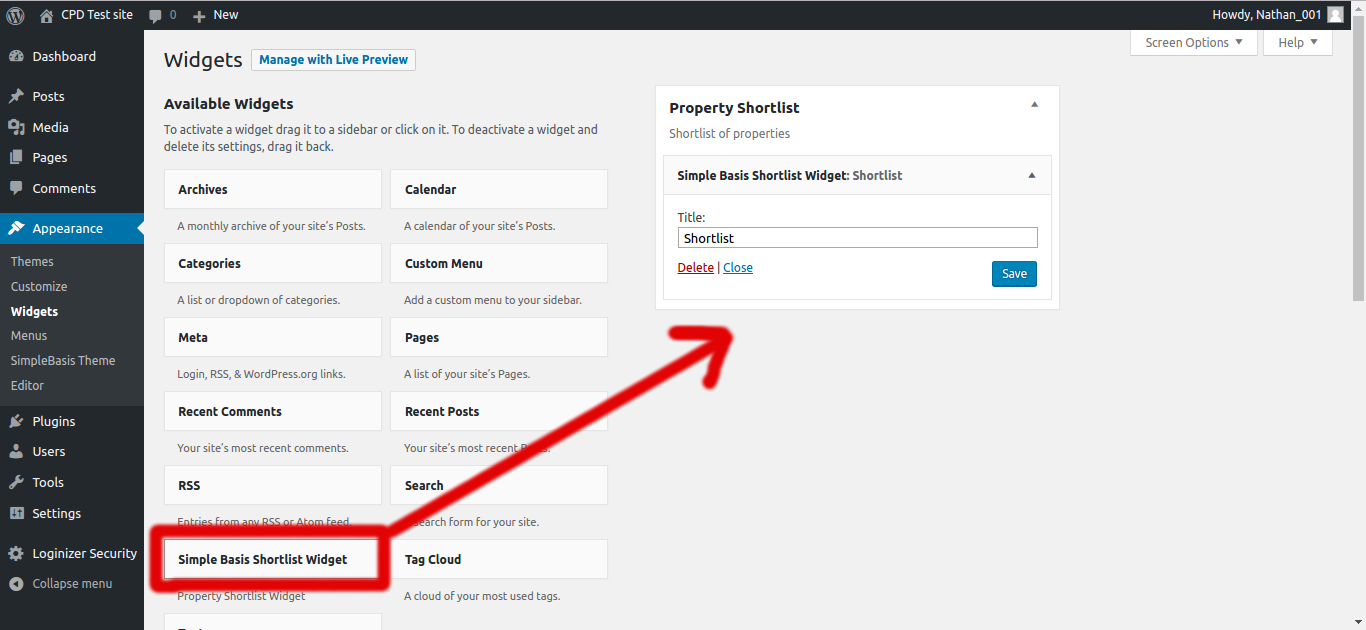 CPD Test site 0 New Howdy, Nathan_001
Screen Options Help
Dashboard
Posts
Media
Pages
Comments
Appearance
Themes
Customize
Widgets
Menus
SimpleBasis Theme
Editor
Plugins
Users
Tools
Settings
Loginizer Security
Collapse menu
Widgets Manage with Live Preview
Available Widgets
To activate a widget drag it to a sidebar or click on it. To deactivate a widget and
delete its settings, drag it back.
Archives Calendar
A monthly archive of your site's Posts. A calendar of your site's Posts.
Categories Custom Menu
A list or dropdown of categories. Add a custom menu to your sidebar.
Meta Pages
Login, RSS, & WordPress.org links. A list of your site's Pages.
Recent Comments Recent Posts
Your site's most recent comments. Your site's most recent
RSS Search
Entries from any RSS or Atom feed. search form for your site.
Simple Basis Shortlist Widget Tag Cloud
Property Shortlist Widget A cloud of your most used tags.
Property Shortlist
Shortlist of properties
Simple Basis Shortlist Widget: Shortlist
Title:
Shortlist
Delete | Close Save